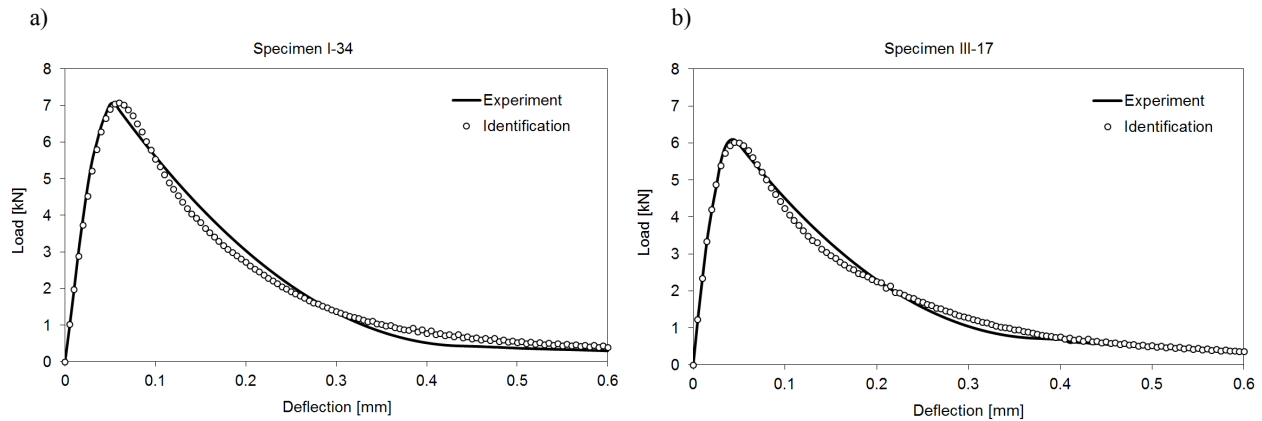 a)
Specimen I-34
8
7
6
5
4
3
2
1
0
Load [kN]
Experiment
Identification
0 0.1 0.2 0.3 0.4 0.5 0.6
Deflection [mm]
b)
Specimen III-17
8
7
6
5
4
3
2
1
0
Load [kN]
Experiment
Identification
0 0.1 0.2 0.3 0.4 0.5 0.6
Deflection [mm]